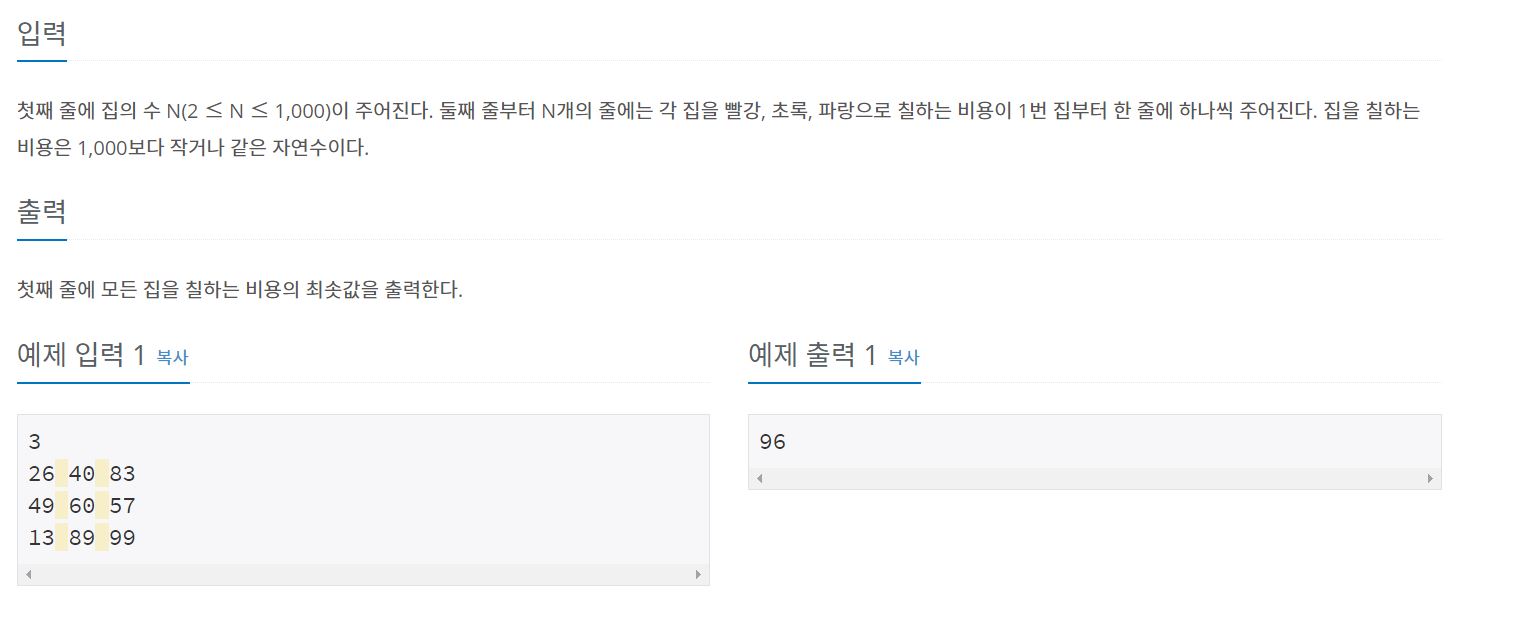 입력
첫째 줄에 집의 수 N(2 ≤ N ≤ 1,000)이 주어진다. 둘째 줄부터 N개의 줄에는 각 집을 빨강, 초록, 파랑으로 칠하는 비용이 1번 집부터 한 줄에 하나씩 주어진다. 집을 칠하는
비용은 1,000보다 작거나 같은 자연수이다.
출력
첫째 줄에 모든 집을 칠하는 비용의 최솟값을 출력한다.
예제 입력 1 복사
3
26 40 83
49 60 57
13 89 99
예제 출력 1 복사
96